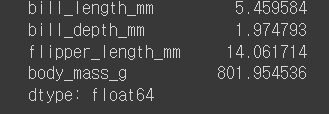 bill_length_mm 5.459584
bill_depth_mm 1.974793
flipper_length_mm 14.061714
body_mass_g 801.954536
dtype: float64